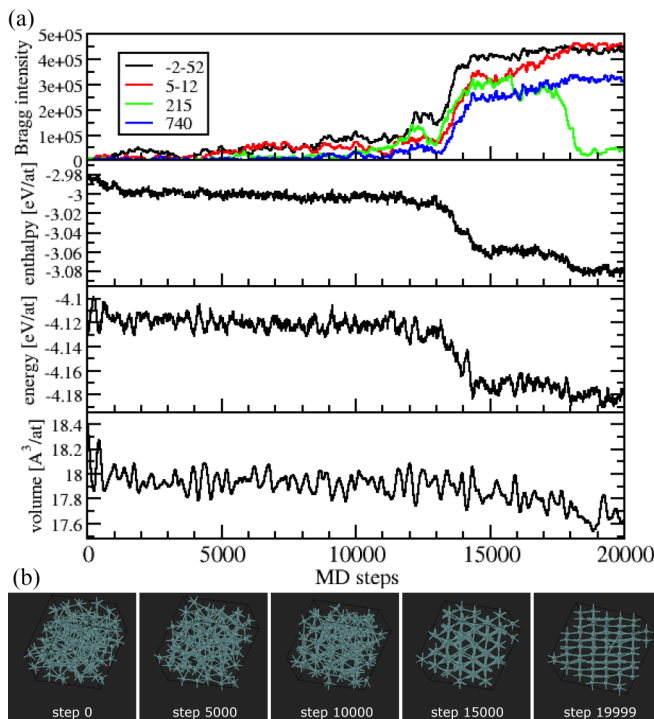 (a)
5e+05
4e+05
3e+05
2e+05
1e+05
0
Bragg intensity
-2-52
5-12
215
740
-2.98
-3
-3.02
-3.04
-3.06
-3.08
enthalpy [eV/at]
-4.1
-4.12
-4.14
-4.16
-4.18
energy [eV/at]
18.4
18.2
18
17.8
17.6
volume [A^3/at]
0 5000 10000 15000 20000
MD steps
(b)
step 0 step 5000 step 10000 step 15000 step 19999